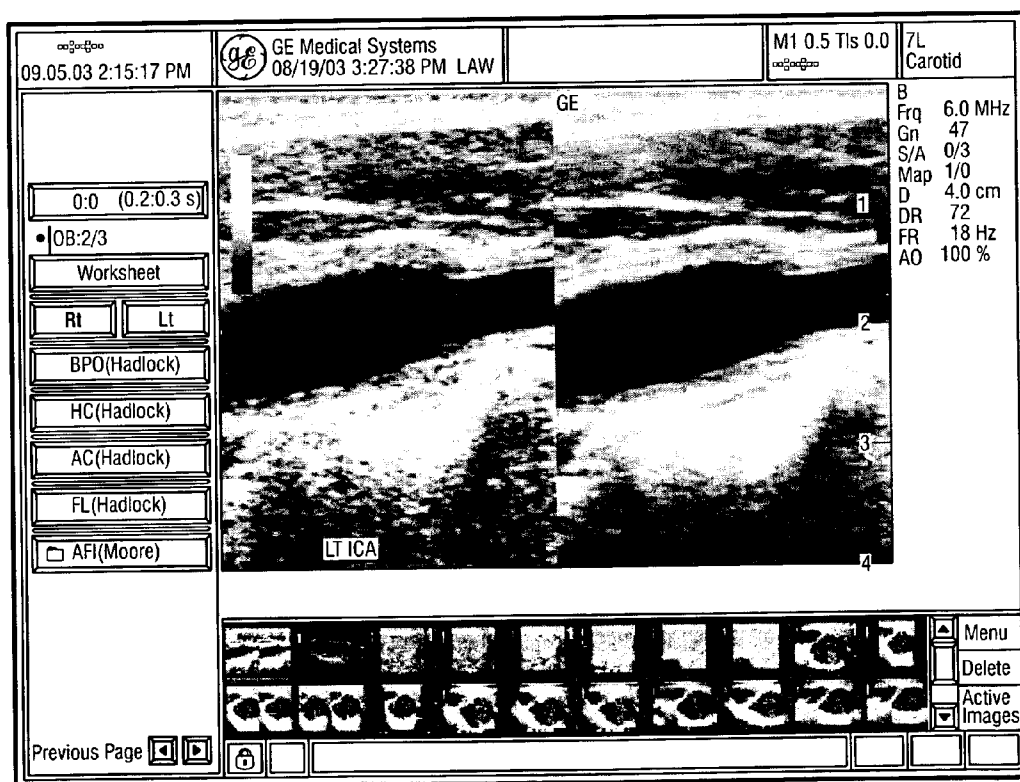 09.05.03 2:15:17 PM
GE
GE Medical Systems
08/19/03 3:27:38 PM LAW
M1 0.5 TIs 0.0
7L
Carotid
0:0 (0.2:0.3 s)
OB:2/3
Worksheet
Rt Lt
BPO(Hadlock)
HC(Hadlock)
AC(Hadlock)
FL(Hadlock)
AFI(Moore)
Previous Page
GE
1
2
3
4
LT ICA
B
Frq 6.0 MHz
Gn 47
S/A 0/3
Map 1/0
D 4.0 cm
DR 72
FR 18 Hz
AO 100 %
Menu
Delete
Active
Images